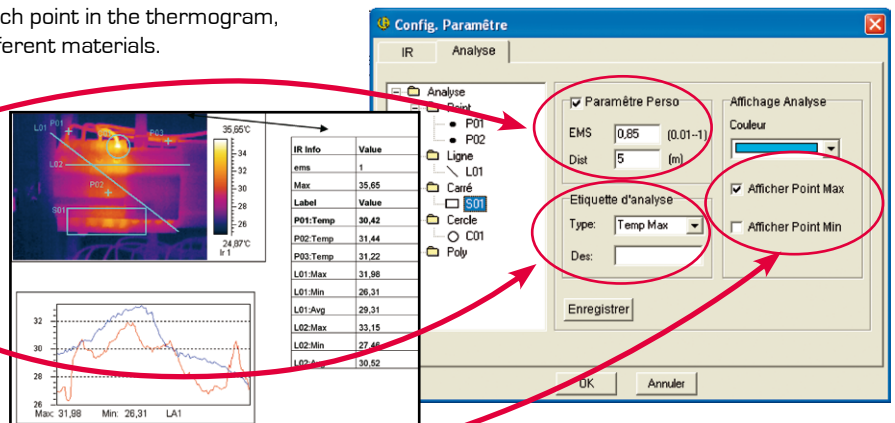 ch point in the thermogram,
fferent materials.
Config. Paramêtre
IR Analyse
Analyse
Point
P01
P02
Ligne
L01
Carré
S01
Cercle
C01
Poly
Paramêtre Perso
EMS 0,85 (0.01--1)
Dist 5 (m)
Etiquette d'analyse
Type: Temp Max
Des:
Enregistrer
Affichage Analyse
Couleur
Afficher Point Max
Afficher Point Min
OK Annuler
L01 P01 P03
L02
P02
35,65°C
34
32
30
28
26
24,87°C
Ir 1
IR Info Value
ems 1
Max 35,65
Label Value
P01:Temp 30,42
P02:Temp 31,44
P03:Temp 31,22
L01:Max 31,98
L01:Min 26,31
L01:Avg 29,31
L02:Max 33,15
L02:Min 27,46
L02:Avg 30,52
32
30
28
26
Max: 31,98 Min: 26,31 LA1